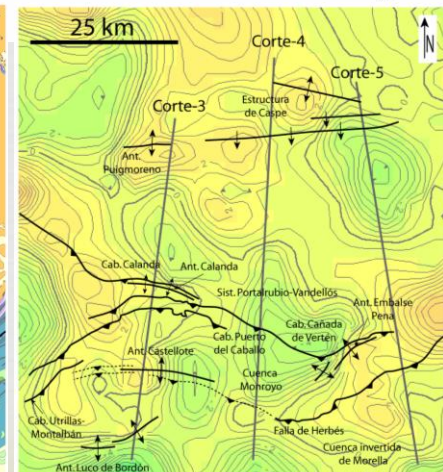 25 km
N
Corte-4
Corte-5
Corte-3
Estructura
de Caspe
Ant.
Puigmoreno
Cab. Calanda
Ant. Calanda
Sist. Portalrubio-Vandellós
Ant. Embalse
Pena
Cab. Cañada
de Verten
Cab. Puerto
del Caballo
Ant. Castellote
Cuenca
Monroyo
Cab. Utrillas-
Montalbán
Falla de Herbés
Cuenca invertida
de Morella
Ant. Luco de Bordón